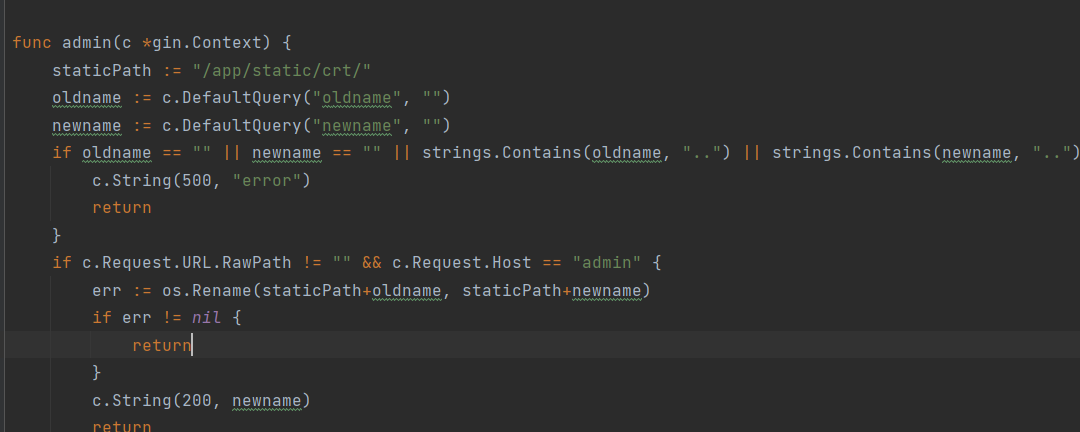 func admin(c *gin.Context) {
    staticPath := "/app/static/crt/"
    oldname := c.DefaultQuery("oldname", "")
    newname := c.DefaultQuery("newname", "")
    if oldname == "" || newname == "" || strings.Contains(oldname, "..") || strings.Contains(newname, "..")
        c.String(500, "error")
        return
    }
    if c.Request.URL.RawPath != "" && c.Request.Host == "admin" {
        err := os.Rename(staticPath+oldname, staticPath+newname)
        if err != nil {
            return
        }
        c.String(200, newname)
        return